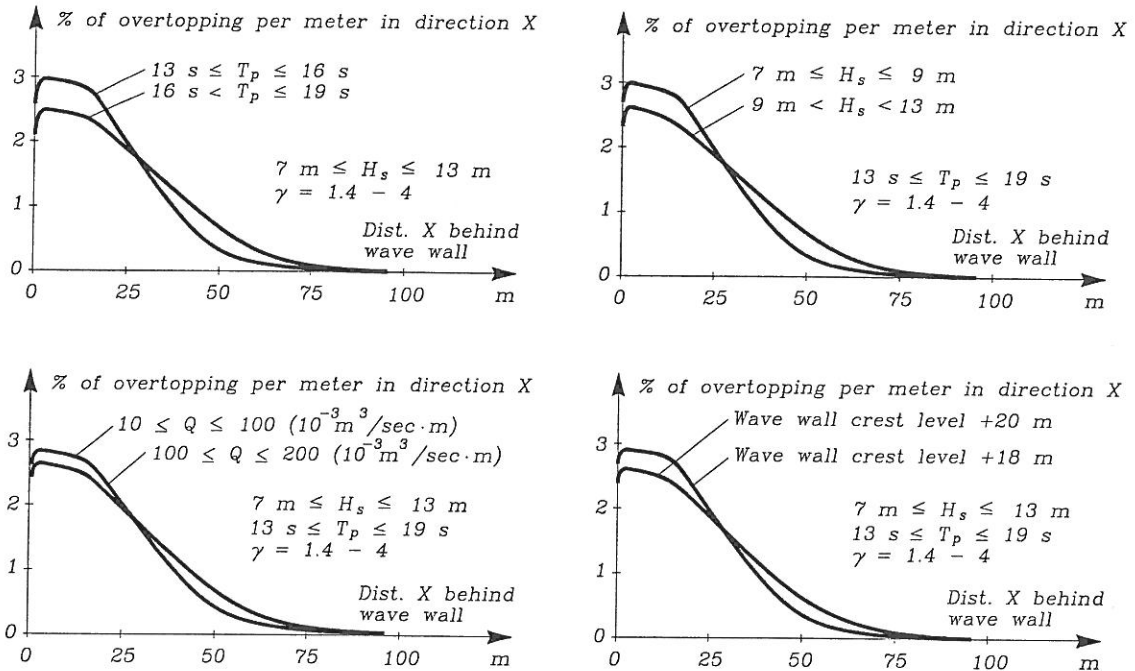 % of overtopping per meter in direction X
3
2
1
0
13 s ≤ T_p ≤ 16 s
16 s < T_p ≤ 19 s
7 m ≤ H_s ≤ 13 m
γ = 1.4 - 4
Dist. X behind
wave wall
0 25 50 75 100 m
% of overtopping per meter in direction X
3
2
1
0
7 m ≤ H_s ≤ 9 m
9 m < H_s < 13 m
13 s ≤ T_p ≤ 19 s
γ = 1.4 - 4
Dist. X behind
wave wall
0 25 50 75 100 m
% of overtopping per meter in direction X
3
2
1
0
10 ≤ Q ≤ 100 (10⁻³m³/sec·m)
100 ≤ Q ≤ 200 (10⁻³m³/sec·m)
7 m ≤ H_s ≤ 13 m
13 s ≤ T_p ≤ 19 s
γ = 1.4 - 4
Dist. X behind
wave wall
0 25 50 75 100 m
% of overtopping per meter in direction X
3
2
1
0
Wave wall crest level +20 m
Wave wall crest level +18 m
7 m ≤ H_s ≤ 13 m
13 s ≤ T_p ≤ 19 s
γ = 1.4 - 4
Dist. X behind
wave wall
0 25 50 75 100 m